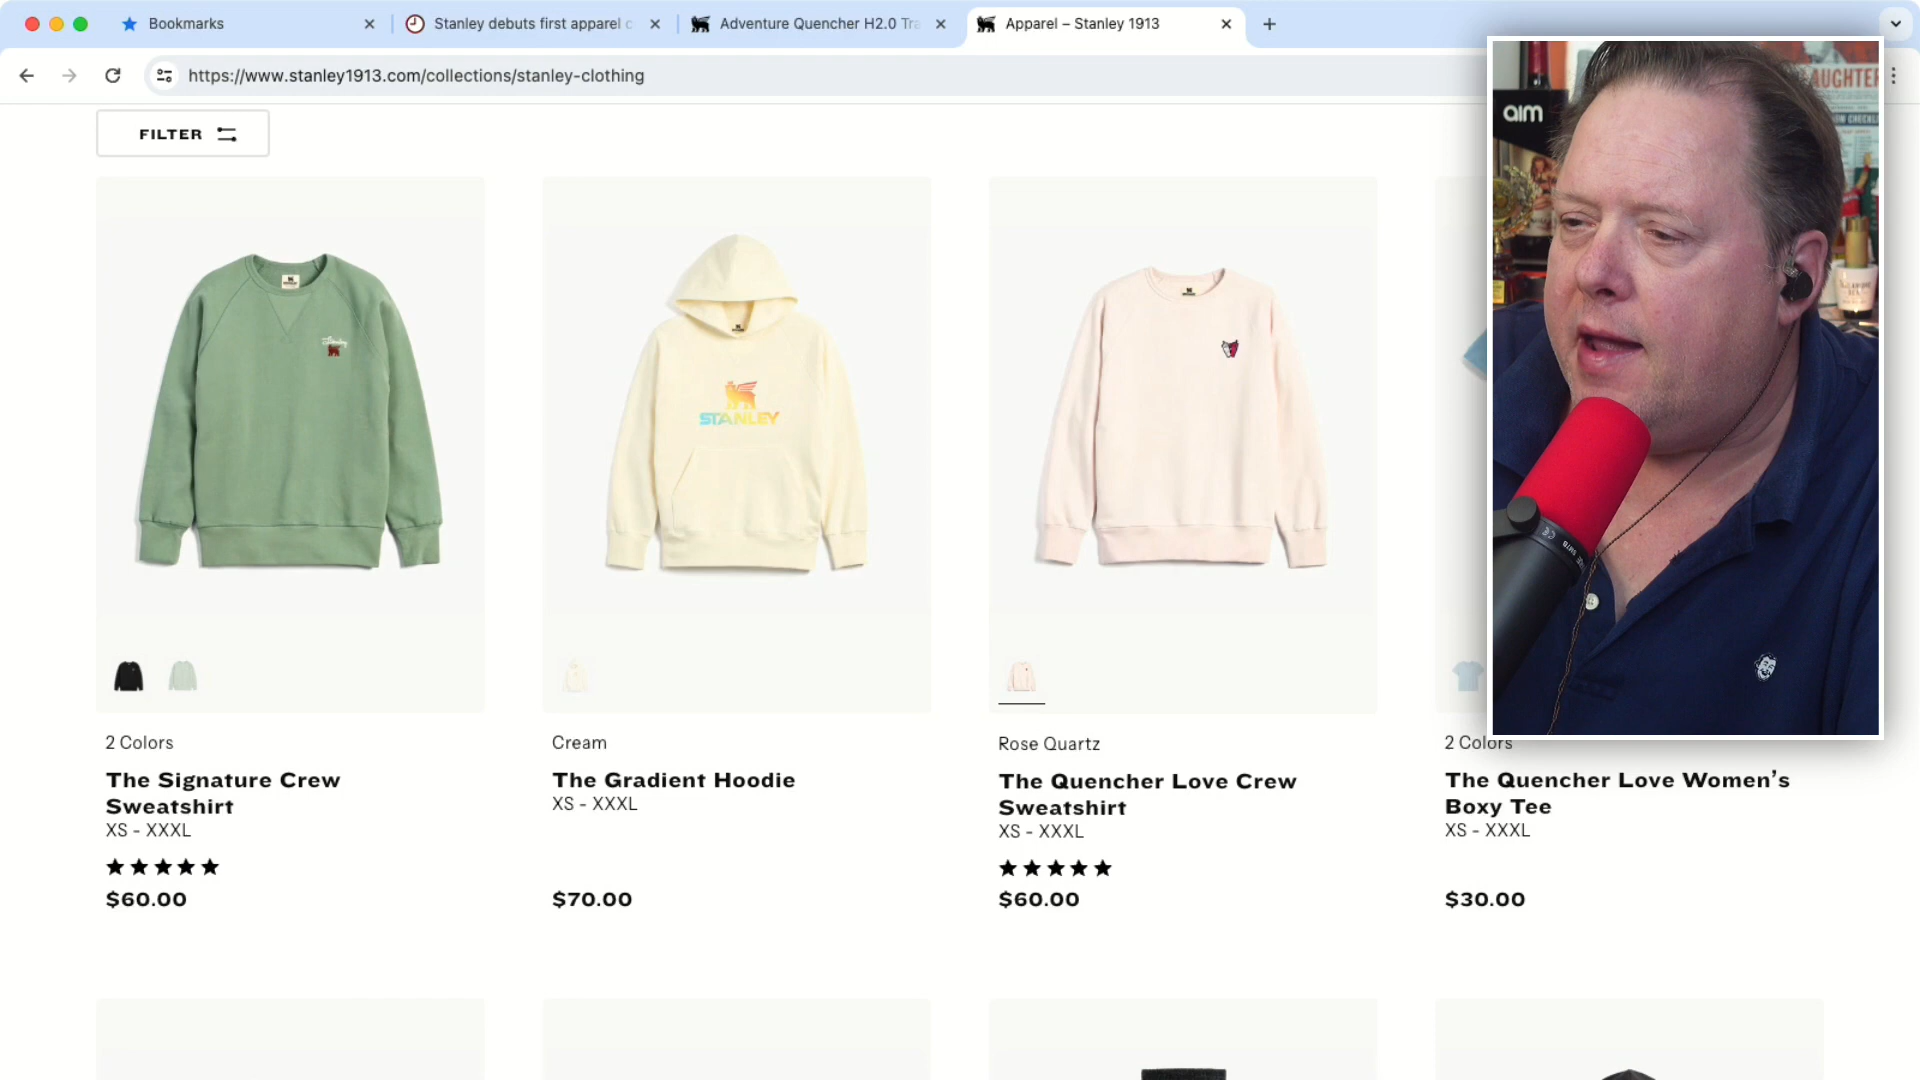 Bookmarks
Stanley debuts first apparel c
Adventure Quencher H2.0 Tra
Apparel – Stanley 1913
https://www.stanley1913.com/collections/stanley-clothing
FILTER
Stanley
STANLEY
2 Colors
The Signature Crew
Sweatshirt
XS - XXXL
$60.00
Cream
The Gradient Hoodie
XS - XXXL
$70.00
Rose Quartz
The Quencher Love Crew
Sweatshirt
XS - XXXL
$60.00
2 Colors
The Quencher Love Women’s
Boxy Tee
XS - XXXL
$30.00
aim
AUGHTER